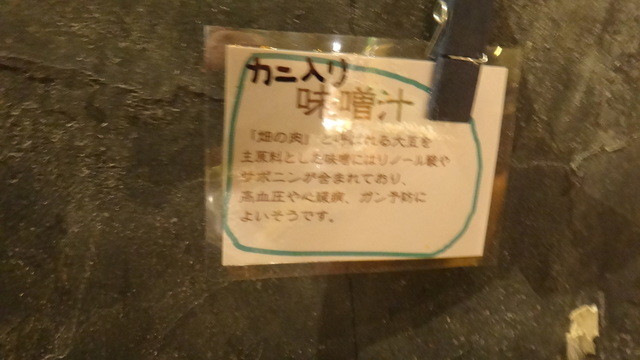 カニ入り
味噌汁
『畑の肉』と呼ばれる大豆を
主原料とした味噌にはリノール酸や
サポニンが含まれており、
高血圧や心臓病、ガン予防に
よいそうです。